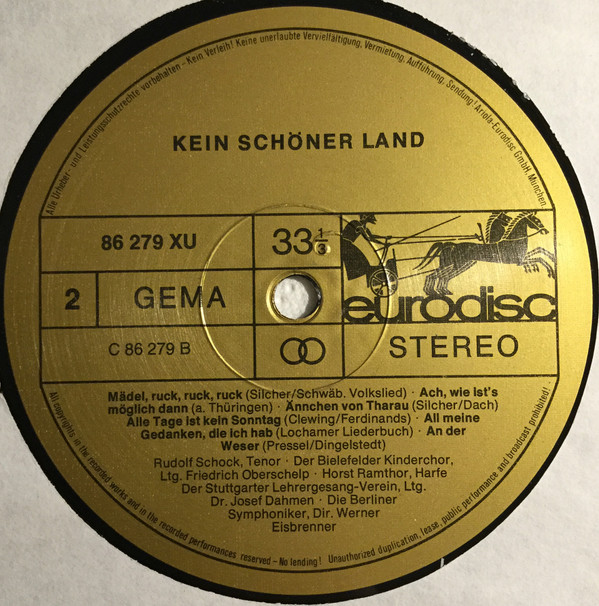 Alle Urheber- und Leistungsschutzrechte vorbehalten - Kein Verleih! Keine unerlaubte Vervielfältigung, Vermietung, Aufführung, Sendung! Ariola-Eurodisc GmbH, München.
KEIN SCHÖNER LAND
86 279 XU
33 1/3
2
GEMA
eurodisc
C 86 279 B
STEREO
Mädel, ruck, ruck, ruck (Silcher/Schwäb. Volkslied) · Ach, wie ist's
möglich dann (a. Thüringen) · Ännchen von Tharau (Silcher/Dach)
Alle Tage ist kein Sonntag (Clewing/Ferdinands) · All meine
Gedanken, die ich hab (Lochamer Liederbuch) · An der
Weser (Pressel/Dingelstedt)
Rudolf Schock, Tenor · Der Bielefelder Kinderchor,
Ltg. Friedrich Oberschelp · Horst Ramthor, Harfe
Der Stuttgarter Lehrergesang-Verein, Ltg.
Dr. Josef Dahmen · Die Berliner
Symphoniker, Dir. Werner
Eisbrenner
All copyrights in the recorded works and in the recorded performances reserved - No lending! Unauthorized duplication, lease, public performance and broadcast prohibited!